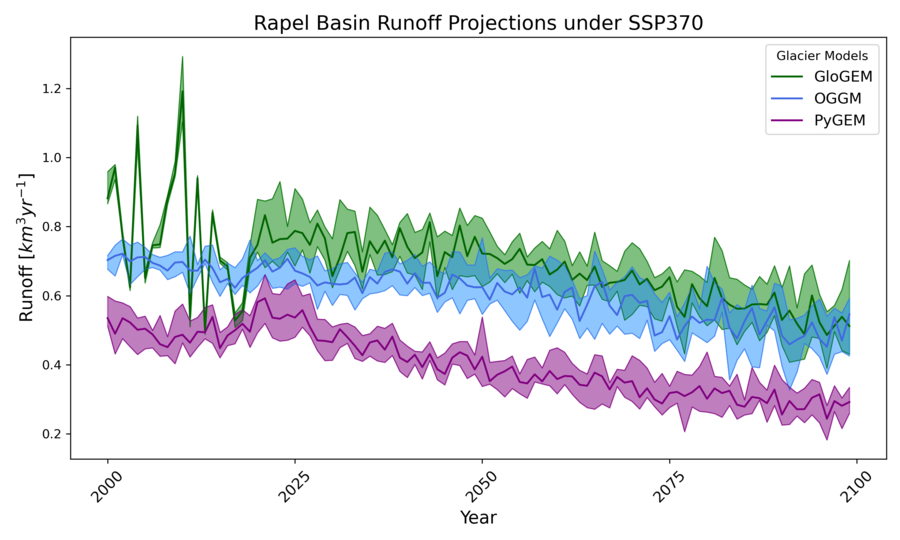 Rapel Basin Runoff Projections under SSP370
Glacier Models
GloGEM
OGGM
PyGEM
Runoff [km³yr⁻¹]
1.2
1.0
0.8
0.6
0.4
0.2
2000
2025
2050
2075
2100
Year